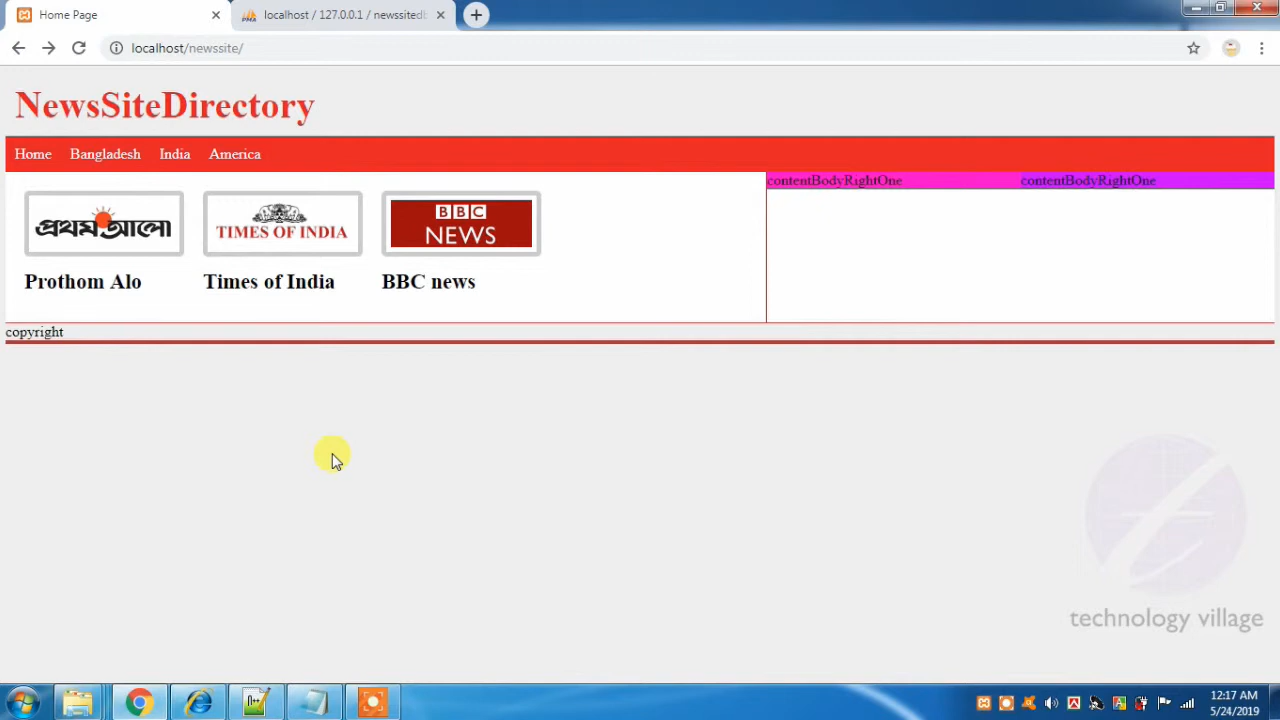 Home Page
localhost / 127.0.0.1 / newssitedb
localhost/newssite/
NewsSiteDirectory
Home Bangladesh India America
contentBodyRightOne contentBodyRightOne
প্রথম আলো TIMES OF INDIA BBC NEWS
Prothom Alo Times of India BBC news
copyright
technology village
12:17 AM
5/24/2019